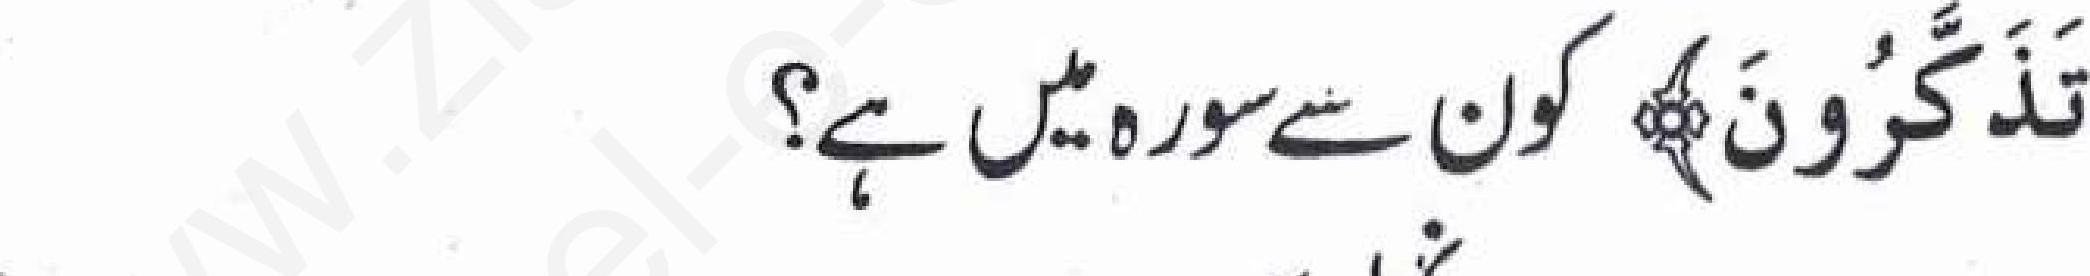 تَذَكَّرُونَ﴾ کون سے سورہ میں ہے؟